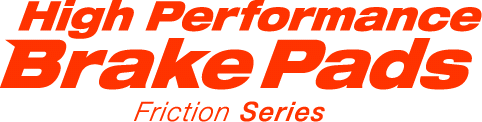 High Performance
Brake Pads
Friction Series